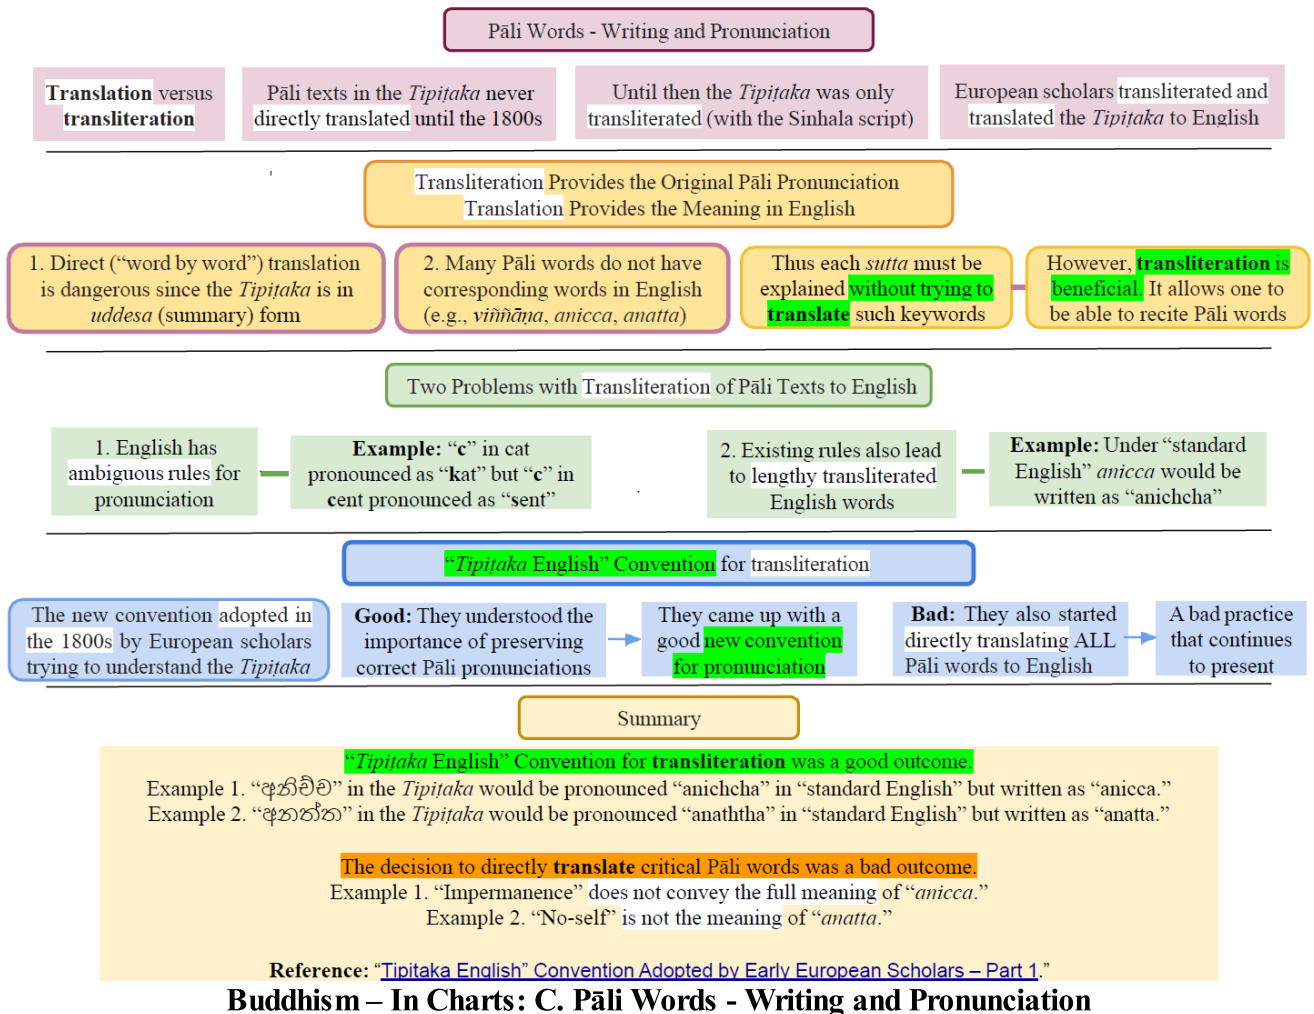 Pāli Words - Writing and Pronunciation
Translation versus
transliteration
Pāli texts in the Tipiṭaka never
directly translated until the 1800s
Until then the Tipiṭaka was only
transliterated (with the Sinhala script)
European scholars transliterated and
translated the Tipiṭaka to English
Transliteration Provides the Original Pāli Pronunciation
Translation Provides the Meaning in English
1. Direct (“word by word”) translation
is dangerous since the Tipiṭaka is in
uddesa (summary) form
2. Many Pāli words do not have
corresponding words in English
(e.g., viññāṇa, anicca, anatta)
Thus each sutta must be
explained without trying to
translate such keywords
However, transliteration is
beneficial. It allows one to
be able to recite Pāli words
Two Problems with Transliteration of Pāli Texts to English
1. English has
ambiguous rules for
pronunciation
Example: “c” in cat
pronounced as “kat” but “c” in
cent pronounced as “sent”
2. Existing rules also lead
to lengthy transliterated
English words
Example: Under “standard
English” anicca would be
written as “anichcha”
“Tipiṭaka English” Convention for transliteration
The new convention adopted in
the 1800s by European scholars
trying to understand the Tipiṭaka
Good: They understood the
importance of preserving
correct Pāli pronunciations
They came up with a
good new convention
for pronunciation
Bad: They also started
directly translating ALL
Pāli words to English
A bad practice
that continues
to present
Summary
“Tipiṭaka English” Convention for transliteration was a good outcome.
Example 1. “අනිච්ච” in the Tipiṭaka would be pronounced “anichcha” in “standard English” but written as “anicca.”
Example 2. “අනත්ත” in the Tipiṭaka would be pronounced “anaththa” in “standard English” but written as “anatta.”
The decision to directly translate critical Pāli words was a bad outcome.
Example 1. “Impermanence” does not convey the full meaning of “anicca.”
Example 2. “No-self” is not the meaning of “anatta.”
Reference: “Tipitaka English” Convention Adopted by Early European Scholars – Part 1.”
Buddhism – In Charts: C. Pāli Words - Writing and Pronunciation